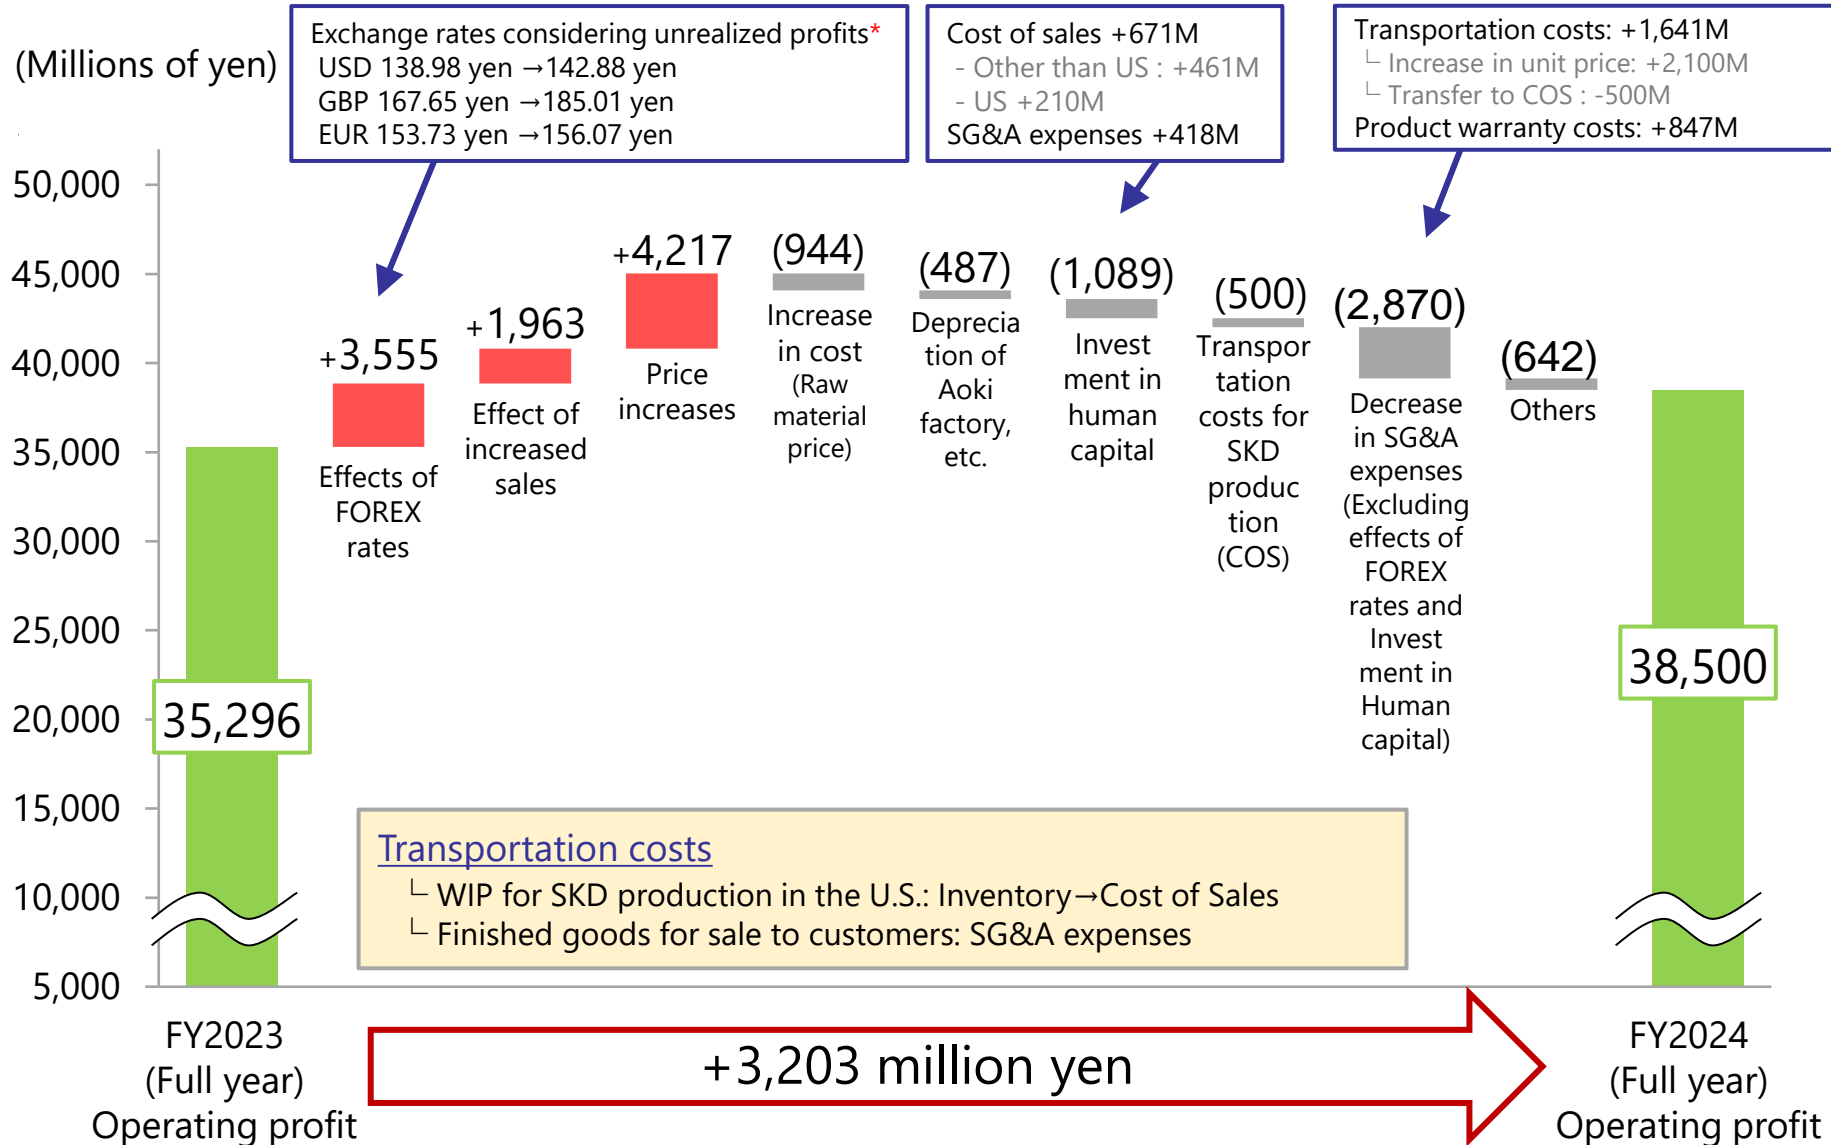 (Millions of yen)
Exchange rates considering unrealized profits*
USD 138.98 yen →142.88 yen
GBP 167.65 yen →185.01 yen
EUR 153.73 yen →156.07 yen
Cost of sales +671M
- Other than US : +461M
- US +210M
SG&A expenses +418M
Transportation costs: +1,641M
└ Increase in unit price: +2,100M
└ Transfer to COS : -500M
Product warranty costs: +847M
50,000
45,000
40,000
35,000
30,000
25,000
20,000
15,000
10,000
5,000
35,296
+3,555
Effects of
FOREX
rates
+1,963
Effect of
increased
sales
+4,217
Price
increases
(944)
Increase
in cost
(Raw
material
price)
(487)
Deprecia
tion of
Aoki
factory,
etc.
(1,089)
Invest
ment in
human
capital
(500)
Transpor
tation
costs for
SKD
produc
tion
(COS)
(2,870)
Decrease
in SG&A
expenses
(Excluding
effects of
FOREX
rates and
Invest
ment in
Human
capital)
(642)
Others
38,500
Transportation costs
└ WIP for SKD production in the U.S.: Inventory→Cost of Sales
└ Finished goods for sale to customers: SG&A expenses
FY2023
(Full year)
Operating profit
+3,203 million yen
FY2024
(Full year)
Operating profit